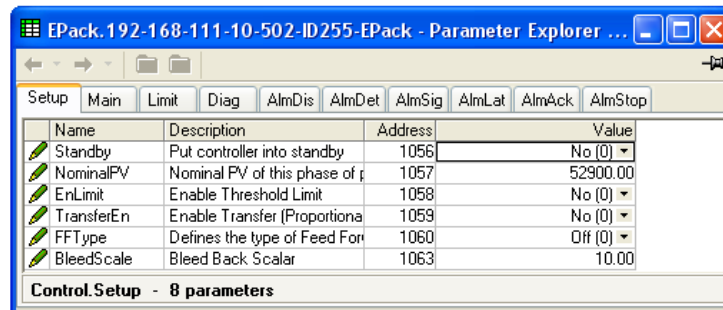 EPack.192-168-111-10-502-ID255-EPack - Parameter Explorer ...
Setup Main Limit Diag AlmDis AlmDet AlmSig AlmLat AlmAck AlmStop
Name Description Address Value
Standby Put controller into standby 1056 No (0)
NominalPV Nominal PV of this phase of p 1057 52900.00
EnLimit Enable Threshold Limit 1058 No (0)
TransferEn Enable Transfer (Proportiona 1059 No (0)
FFType Defines the type of Feed For 1060 Off (0)
BleedScale Bleed Back Scalar 1063 10.00
Control.Setup - 8 parameters